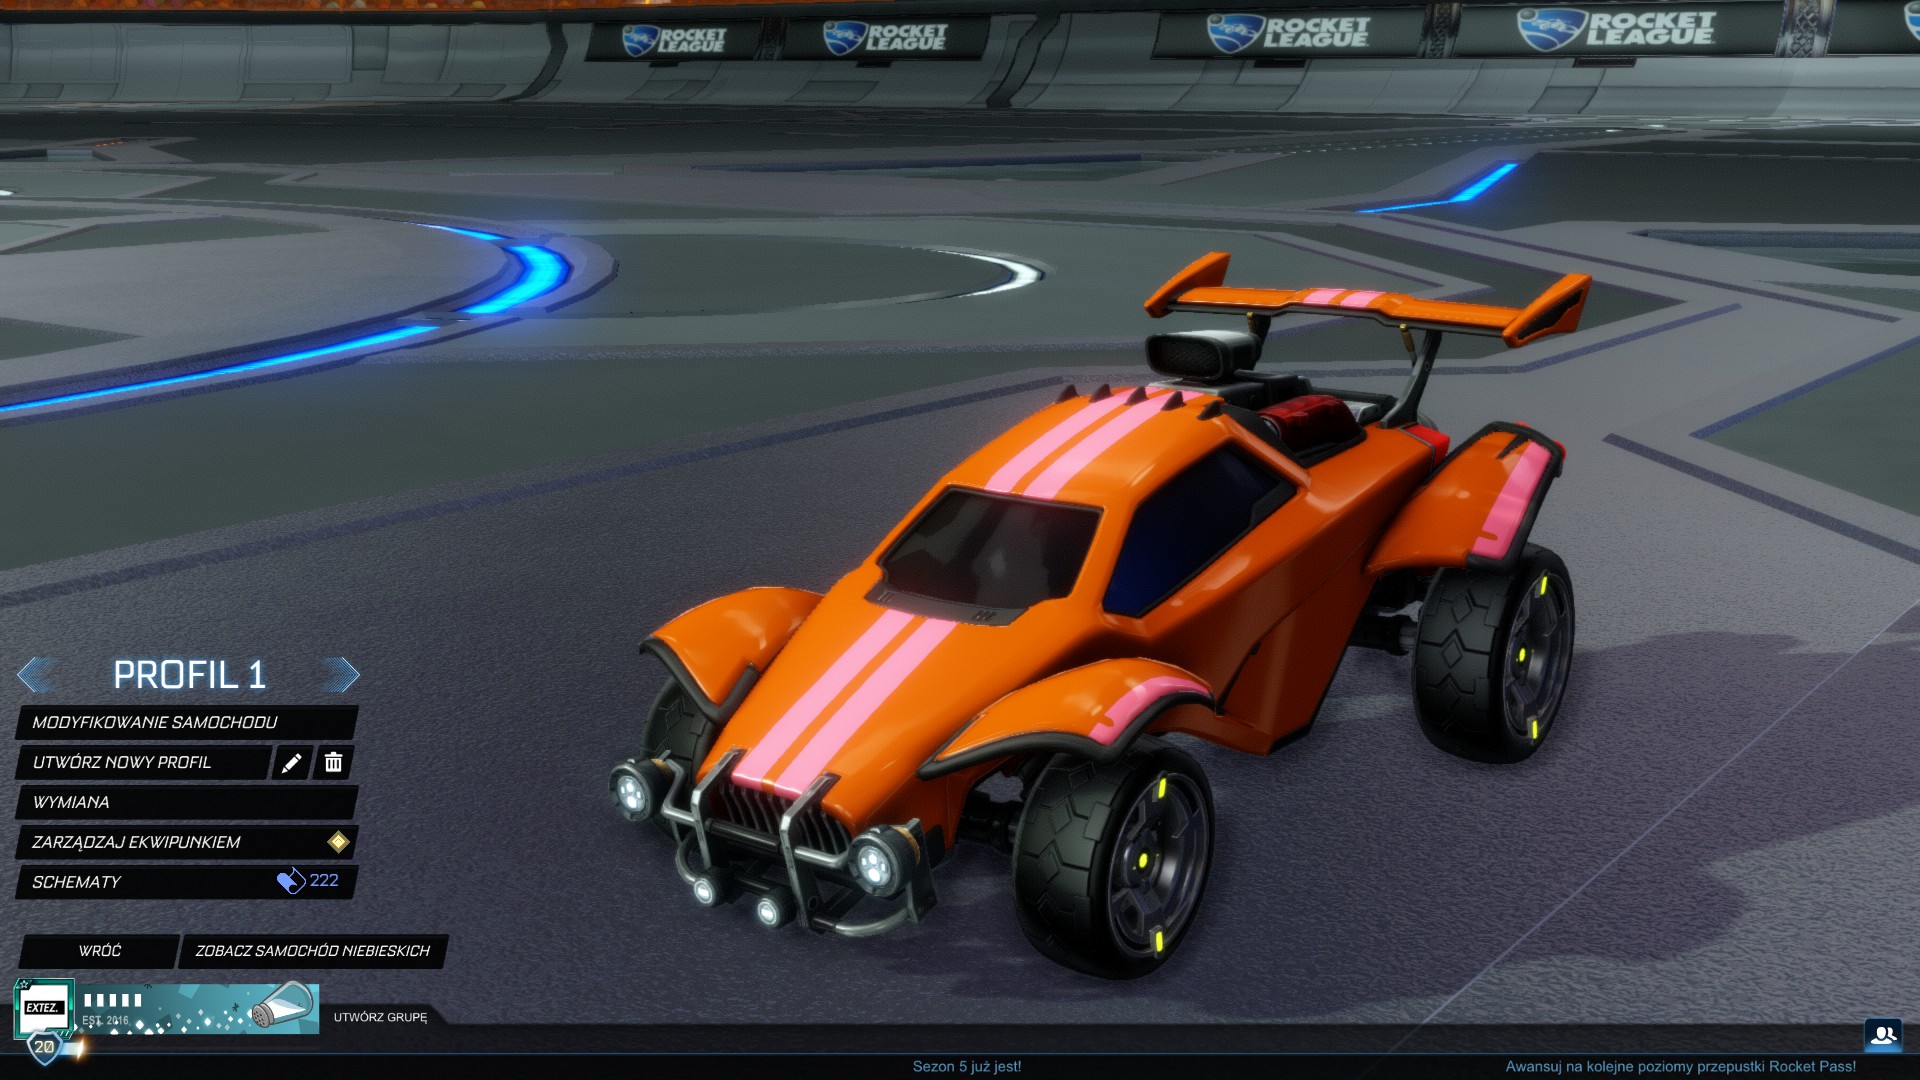 ROCKET
LEAGUE
ROCKET
LEAGUE
ROCKET
LEAGUE
ROCKET
LEAGUE
PROFIL 1
MODYFIKOWANIE SAMOCHODU
UTWÓRZ NOWY PROFIL
WYMIANA
ZARZĄDZAJ EKWIPUNKIEM
SCHEMATY 222
WRÓĆ ZOBACZ SAMOCHÓD NIEBIESKICH
EXTEZ.
EST. 2016
UTWÓRZ GRUPĘ
20
Sezon 5 już jest!
Awansuj na kolejne poziomy przepustki Rocket Pass!